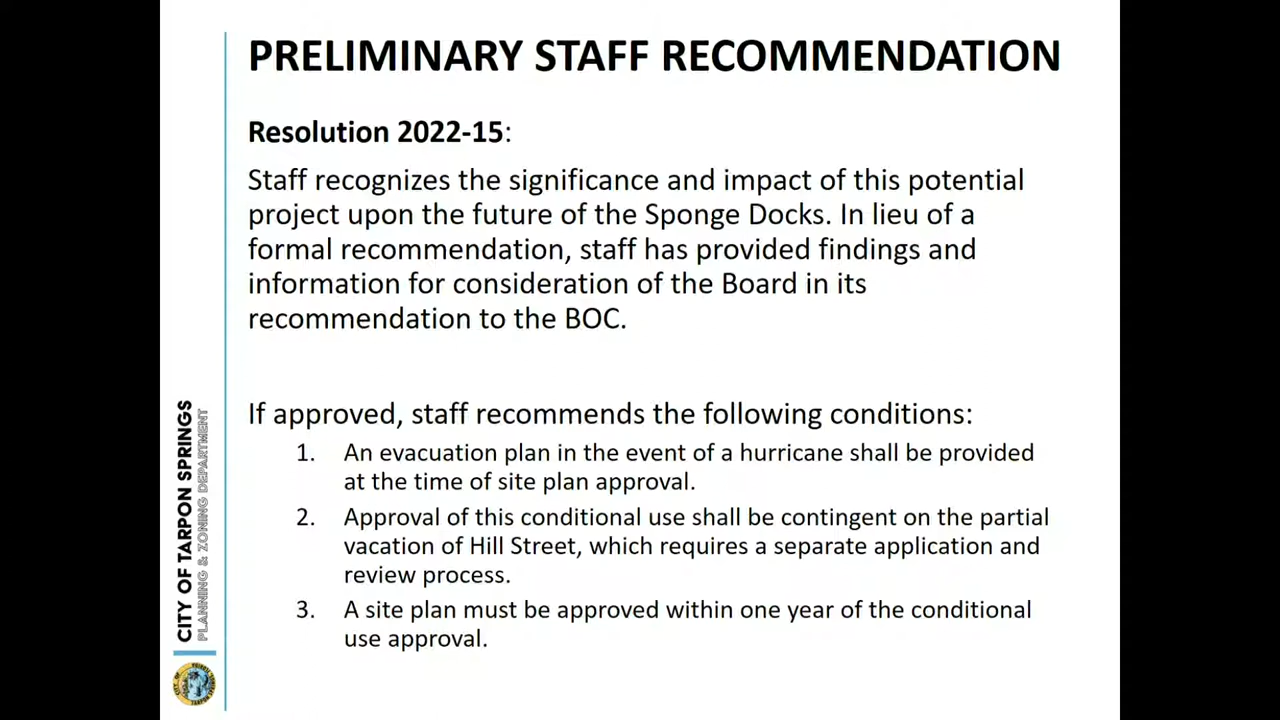 PRELIMINARY STAFF RECOMMENDATION
Resolution 2022-15:
Staff recognizes the significance and impact of this potential
project upon the future of the Sponge Docks. In lieu of a
formal recommendation, staff has provided findings and
information for consideration of the Board in its
recommendation to the BOC.
If approved, staff recommends the following conditions:
1. An evacuation plan in the event of a hurricane shall be provided
at the time of site plan approval.
2. Approval of this conditional use shall be contingent on the partial
vacation of Hill Street, which requires a separate application and
review process.
3. A site plan must be approved within one year of the conditional
use approval.
CITY OF TARPON SPRINGS
PLANNING & ZONING DEPARTMENT